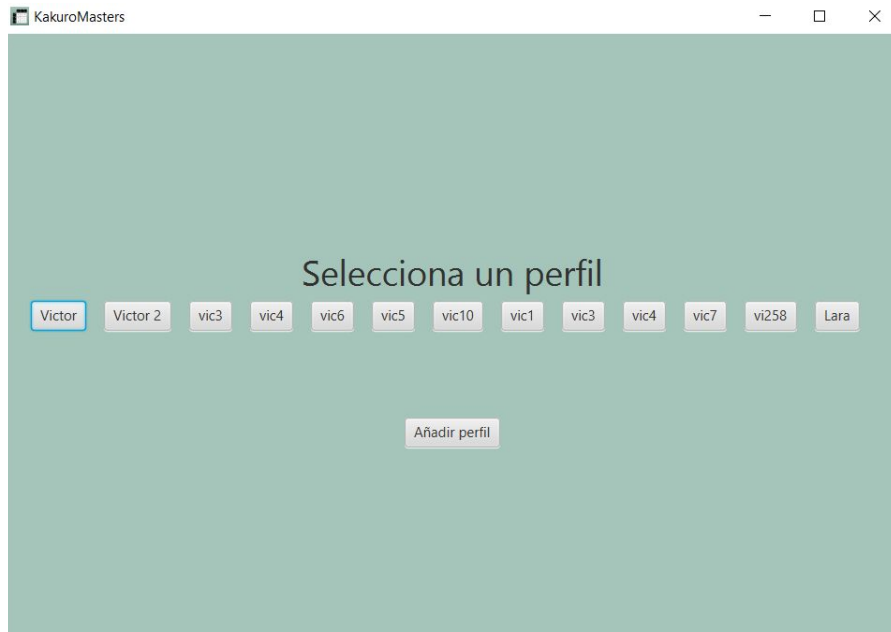 KakuroMasters
Selecciona un perfil
Victor Victor 2 vic3 vic4 vic6 vic5 vic10 vic1 vic3 vic4 vic7 vi258 Lara
Añadir perfil